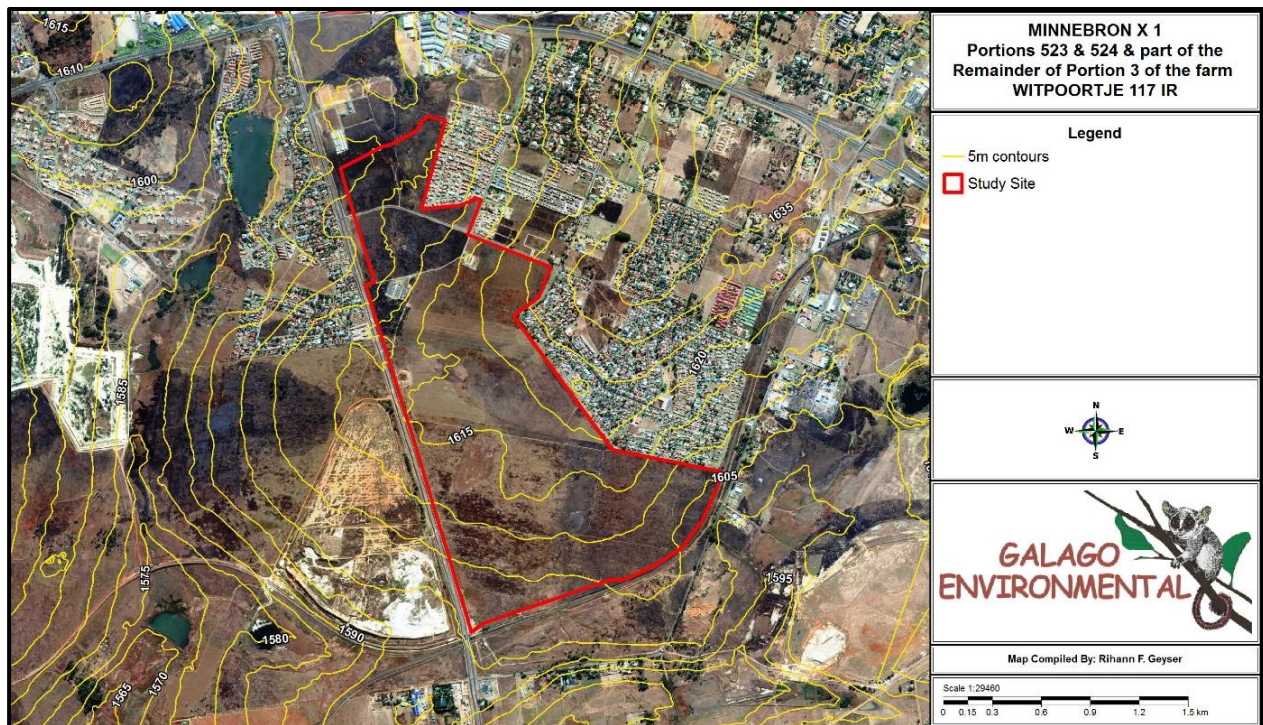 MINNEBRON X 1
Portions 523 & 524 & part of the
Remainder of Portion 3 of the farm
WITPOORTJE 117 IR
Legend
5m contours
Study Site
N
W E
S
GALAGO
ENVIRONMENTAL
Map Compiled By: Rihann F. Geyser
Scale 1:29460
0 0.15 0.3 0.6 0.9 1.2 1.5 km
1615
1610
1600
1635
1620
1585
1615
1605
1595
1575
1590
1580
1570
1565